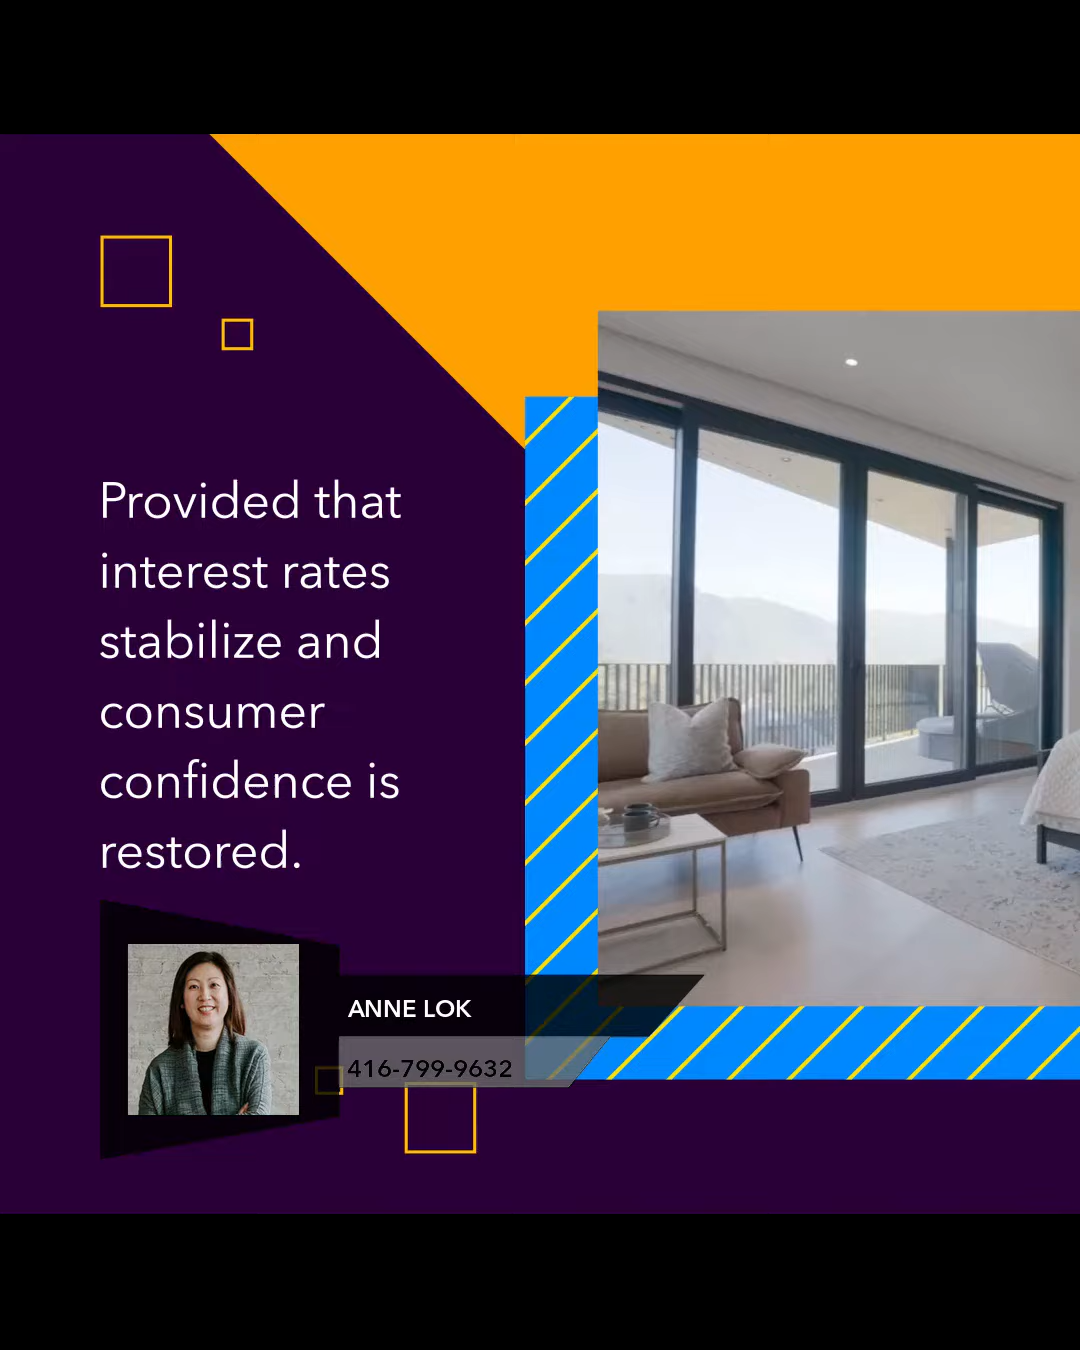 Provided that
interest rates
stabilize and
consumer
confidence is
restored.
ANNE LOK
416-799-9632